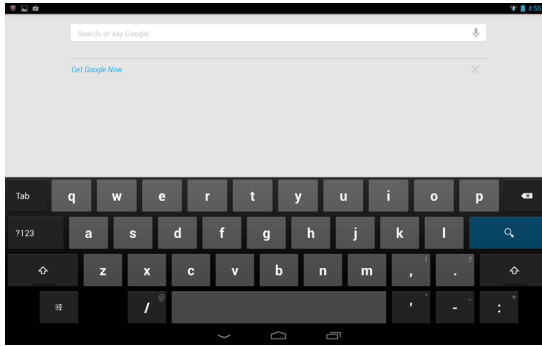 4:55
Search, or say Google
Get Google Now
Tab q w e r t y u i o p
?123 a s d f g h j k l
z x c v b n m , ! . ?
/ @ ' " - _ : +